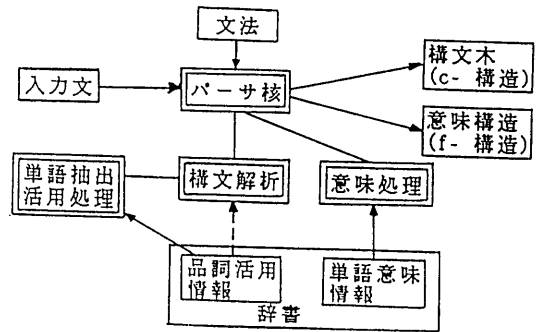 文法
入力文
パーサ核
構文木
(c- 構造)
意味構造
(f- 構造)
単語抽出
活用処理
構文解析
意味処理
品詞活用
情報
単語意味
情報
辞書